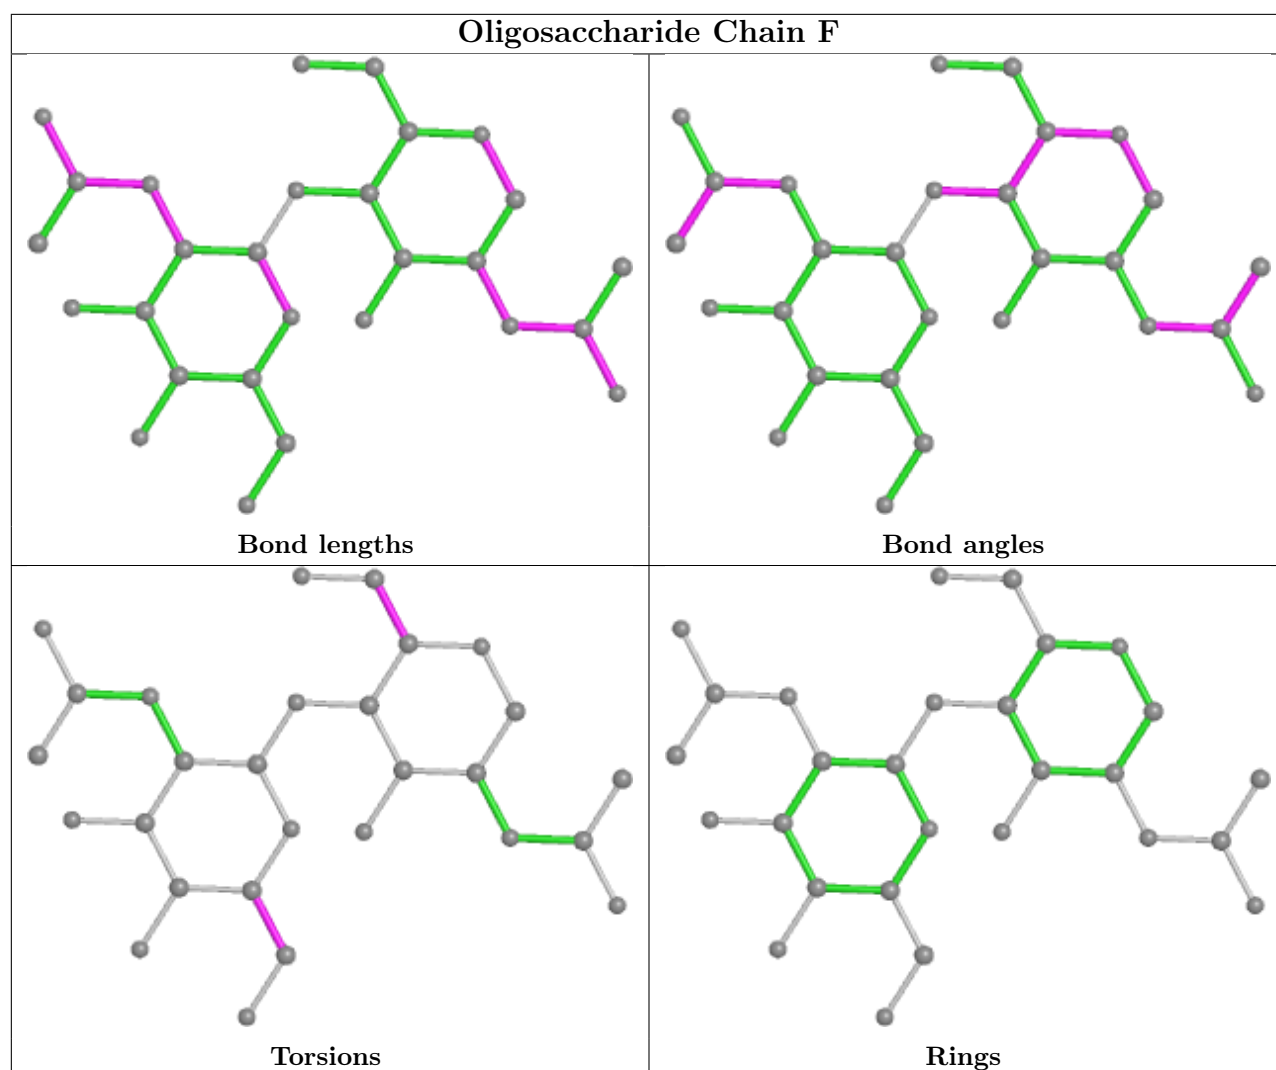 Oligosaccharide Chain F
Bond lengths
Bond angles
Torsions
Rings